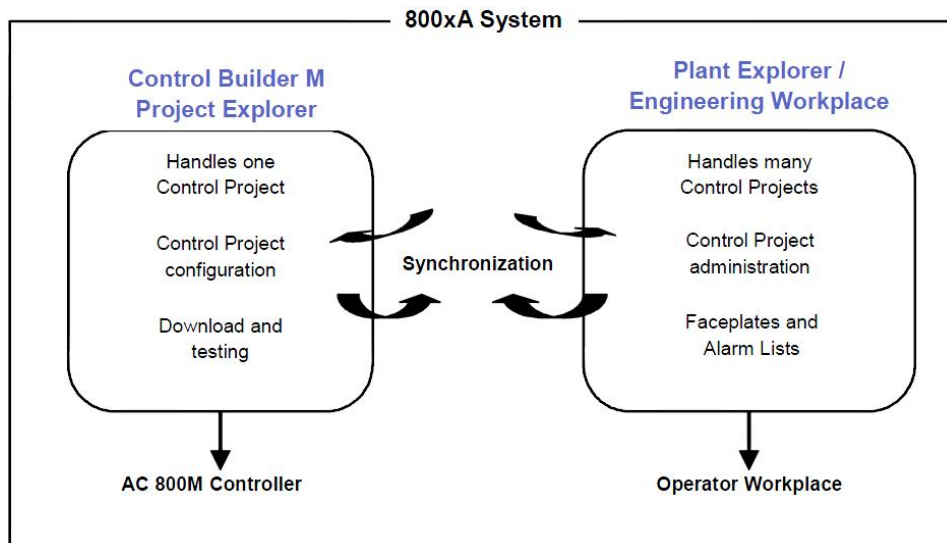 800xA System
Control Builder M
Project Explorer
Handles one
Control Project
Control Project
configuration
Download and
testing
AC 800M Controller
Synchronization
Plant Explorer /
Engineering Workplace
Handles many
Control Projects
Control Project
administration
Faceplates and
Alarm Lists
Operator Workplace